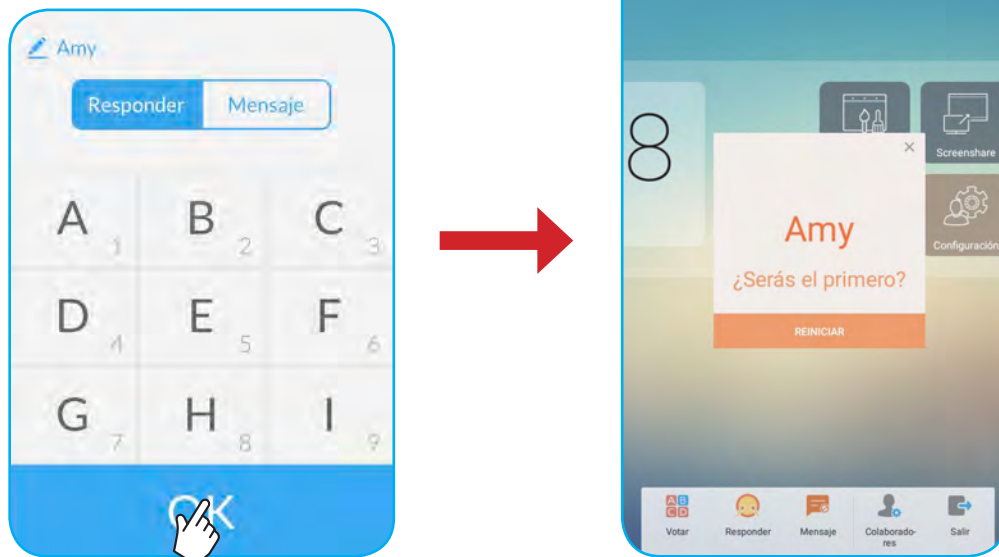 Amy
Responder Mensaje
A 1 B 2 C 3
D 4 E 5 F 6
G 7 H 8 I 9
OK
8
Screenshare
Configuración
×
Amy
¿Serás el primero?
REINICIAR
A B
C D
Votar Responder Mensaje Colaborado- Salir
res